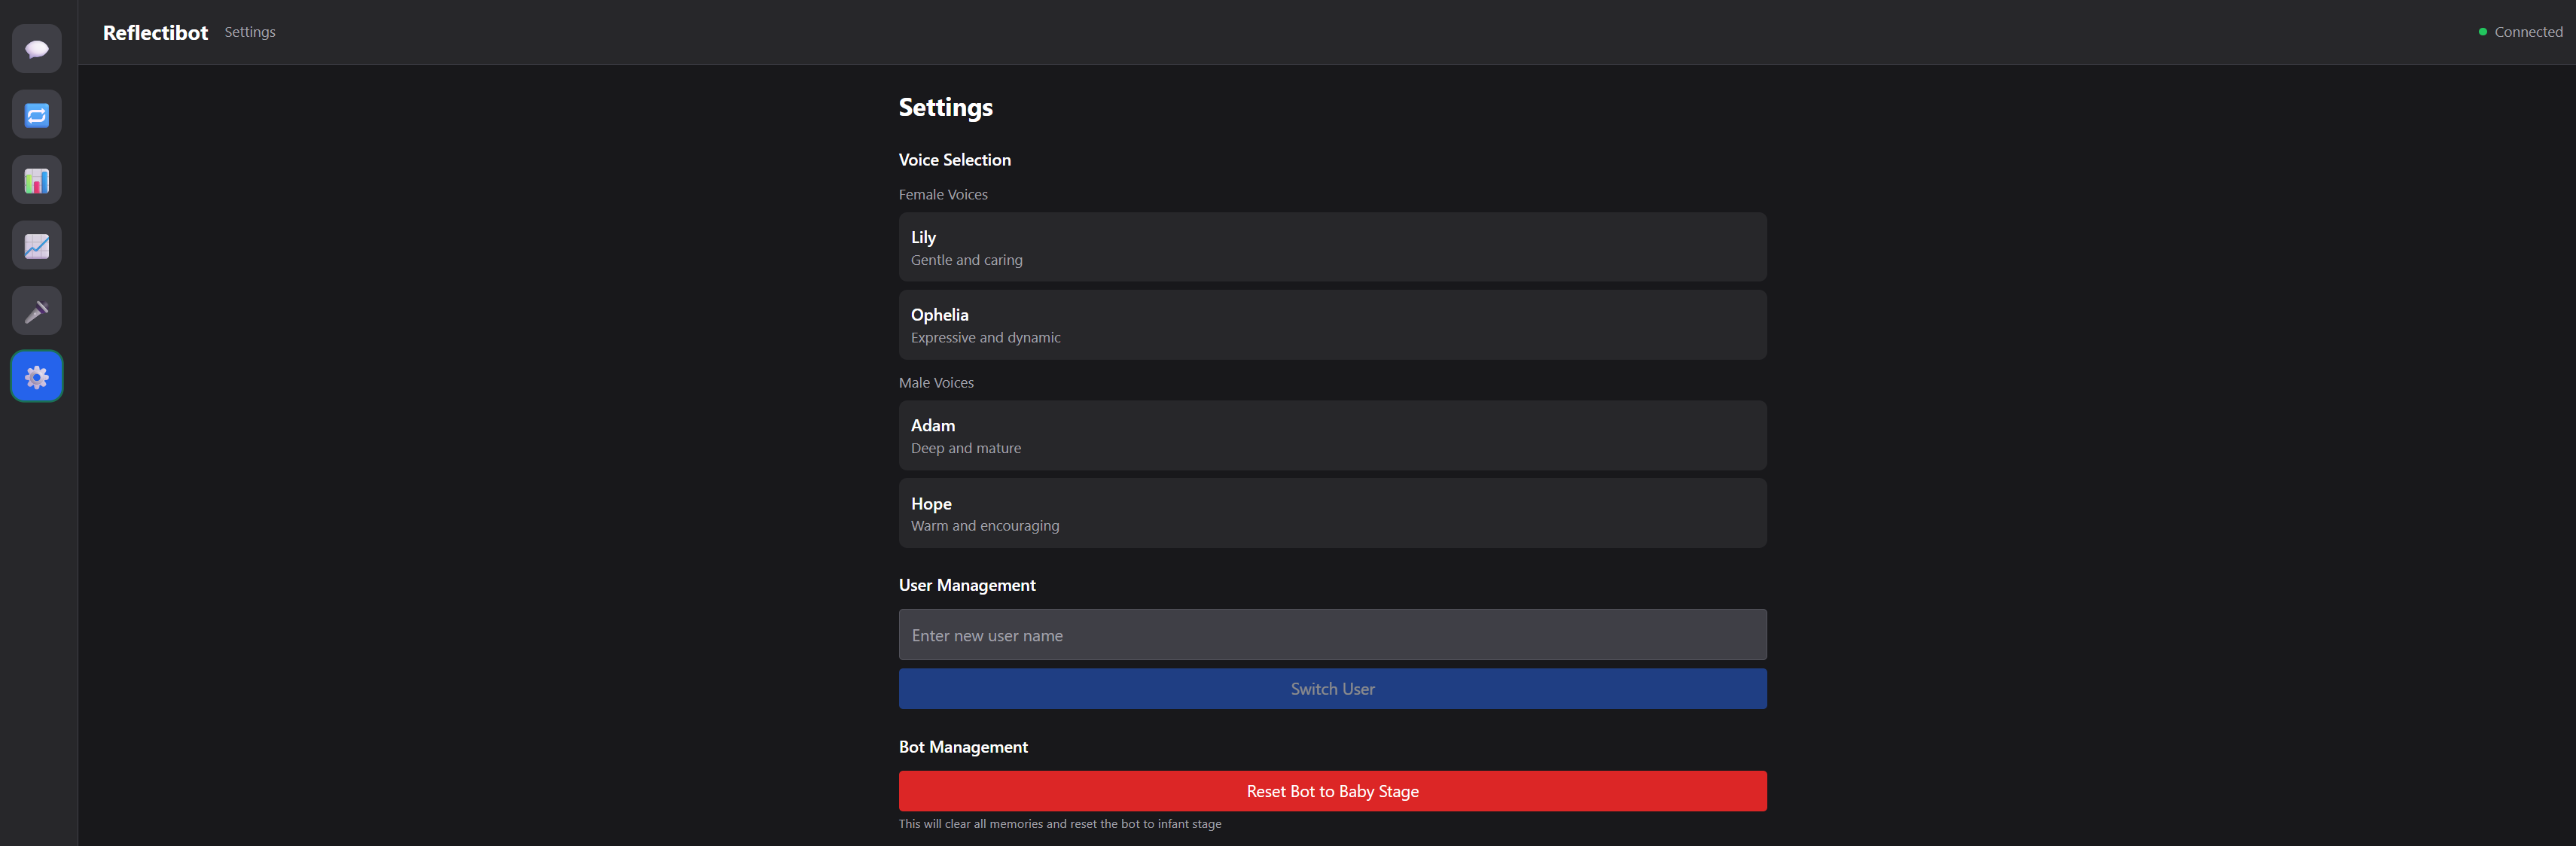 Reflectibot Settings
Connected
Settings
Voice Selection
Female Voices
Lily
Gentle and caring
Ophelia
Expressive and dynamic
Male Voices
Adam
Deep and mature
Hope
Warm and encouraging
User Management
Enter new user name
Switch User
Bot Management
Reset Bot to Baby Stage
This will clear all memories and reset the bot to infant stage